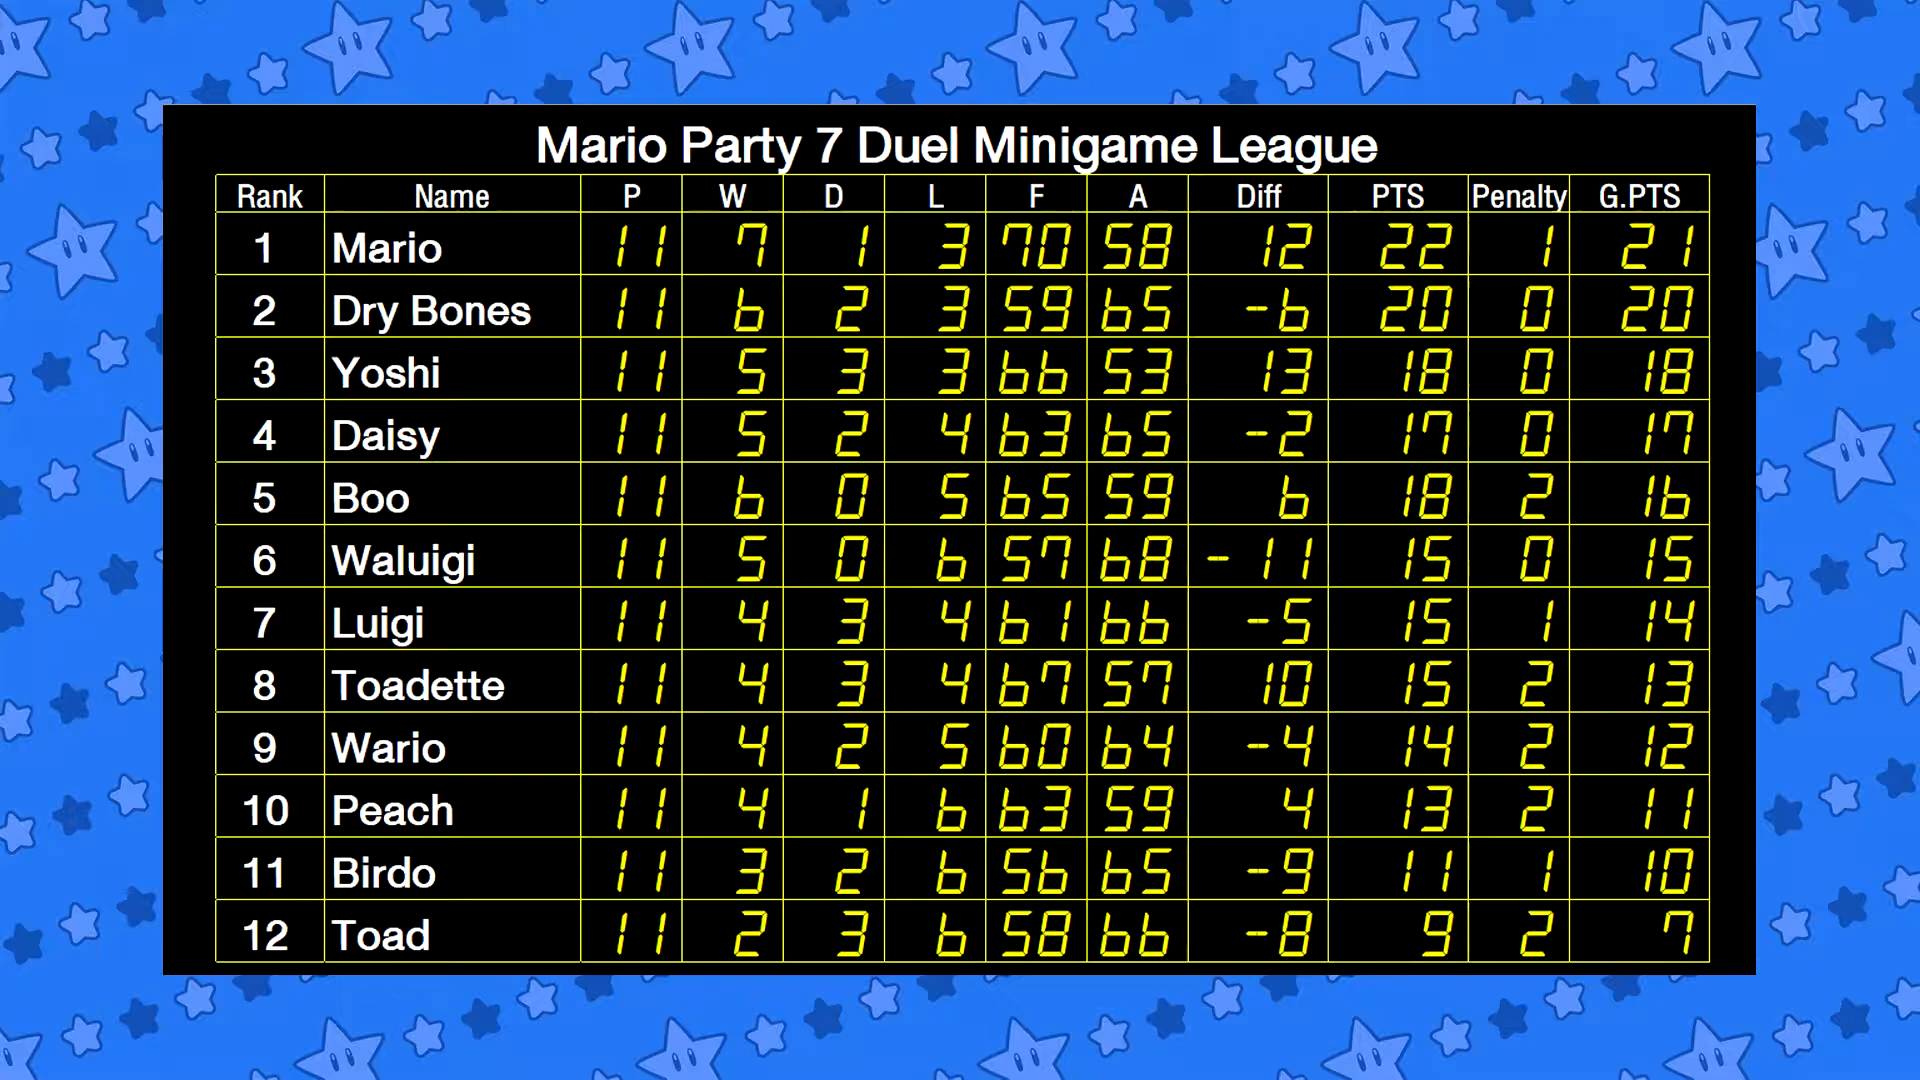 Mario Party 7 Duel Minigame League
Rank Name P W D L F A Diff PTS Penalty G.PTS
1 Mario 11 7 1 3 70 58 12 22 1 21
2 Dry Bones 11 6 2 3 59 65 -6 20 0 20
3 Yoshi 11 5 3 3 66 53 13 18 0 18
4 Daisy 11 5 2 4 63 65 -2 17 0 17
5 Boo 11 6 0 5 65 59 6 18 2 16
6 Waluigi 11 5 0 6 57 68 -11 15 0 15
7 Luigi 11 4 3 4 61 66 -5 15 1 14
8 Toadette 11 4 3 4 67 57 10 15 2 13
9 Wario 11 4 2 5 60 64 -4 14 2 12
10 Peach 11 4 1 6 63 59 4 13 2 11
11 Birdo 11 3 2 6 56 65 -9 11 1 10
12 Toad 11 2 3 6 58 66 -8 9 2 7